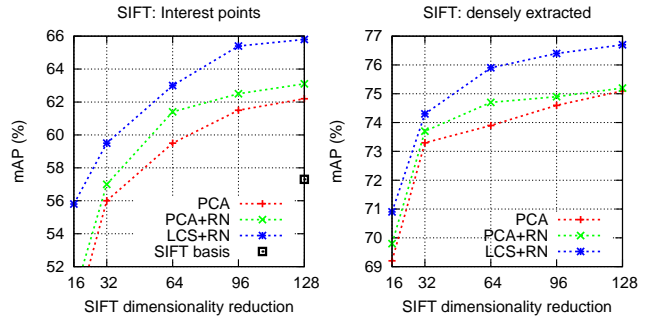 SIFT: Interest points
66
64
62
60
58
56
54
52
mAP (%)
PCA
PCA+RN
LCS+RN
SIFT basis
16 32 64 96 128
SIFT dimensionality reduction
SIFT: densely extracted
77
76
75
74
73
72
71
70
69
mAP (%)
PCA
PCA+RN
LCS+RN
16 32 64 96 128
SIFT dimensionality reduction